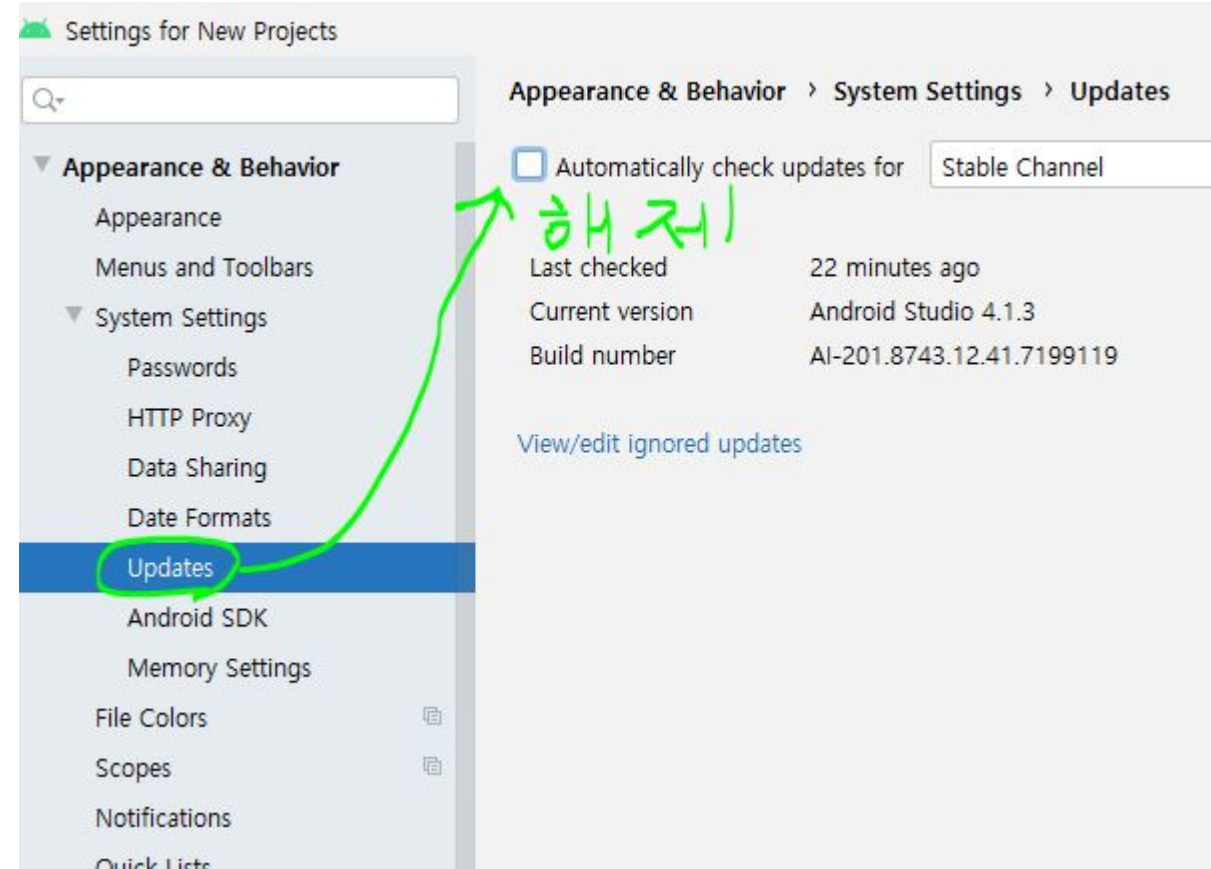 Settings for New Projects
Appearance & Behavior › System Settings › Updates
Appearance & Behavior
Appearance
Menus and Toolbars
System Settings
Passwords
HTTP Proxy
Data Sharing
Date Formats
Updates
Android SDK
Memory Settings
File Colors
Scopes
Notifications
Quick Lists
Automatically check updates for Stable Channel
해제
Last checked 22 minutes ago
Current version Android Studio 4.1.3
Build number AI-201.8743.12.41.7199119
View/edit ignored updates